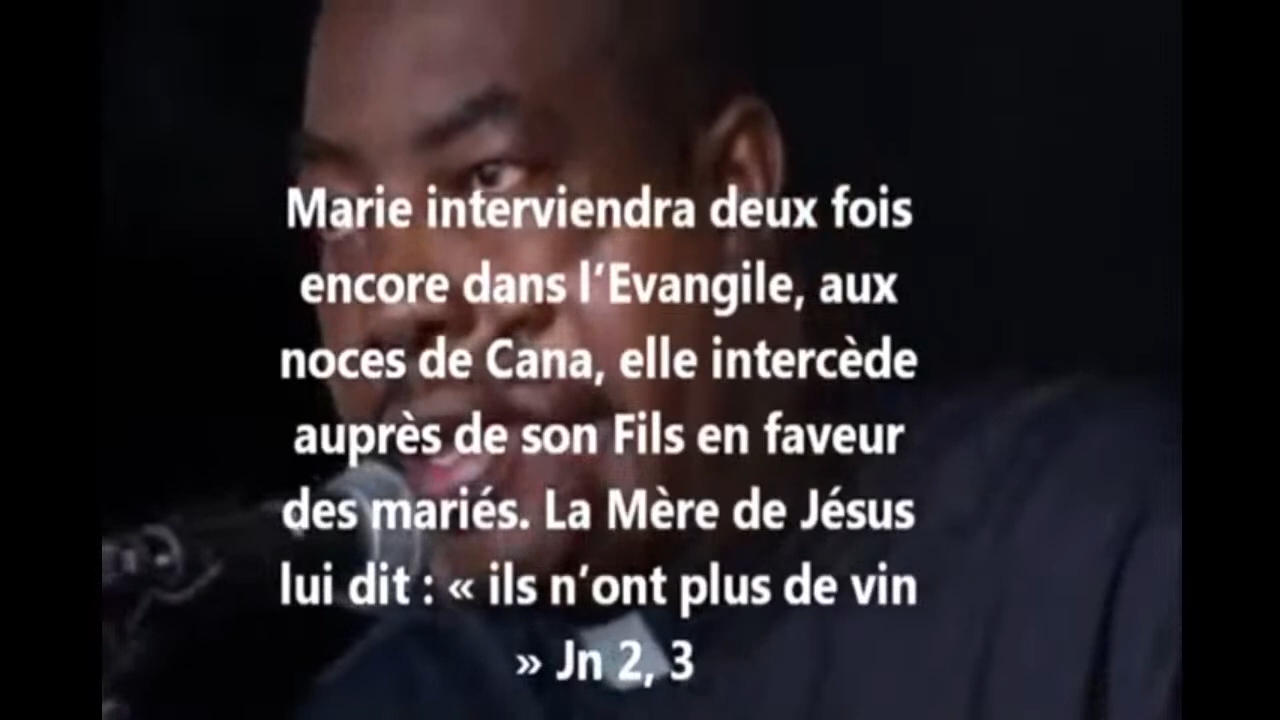 Marie interviendra deux fois
encore dans l’Evangile, aux
noces de Cana, elle intercède
auprès de son Fils en faveur
des mariés. La Mère de Jésus
lui dit : « ils n’ont plus de vin
» Jn 2, 3